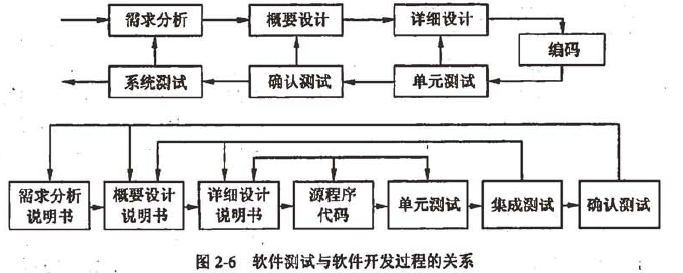 需求分析
概要设计
详细设计
编码
系统测试
确认测试
单元测试
需求分析
说明书
概要设计
说明书
详细设计
说明书
源程序
代码
单元测试
集成测试
确认测试
图 2-6 软件测试与软件开发过程的关系